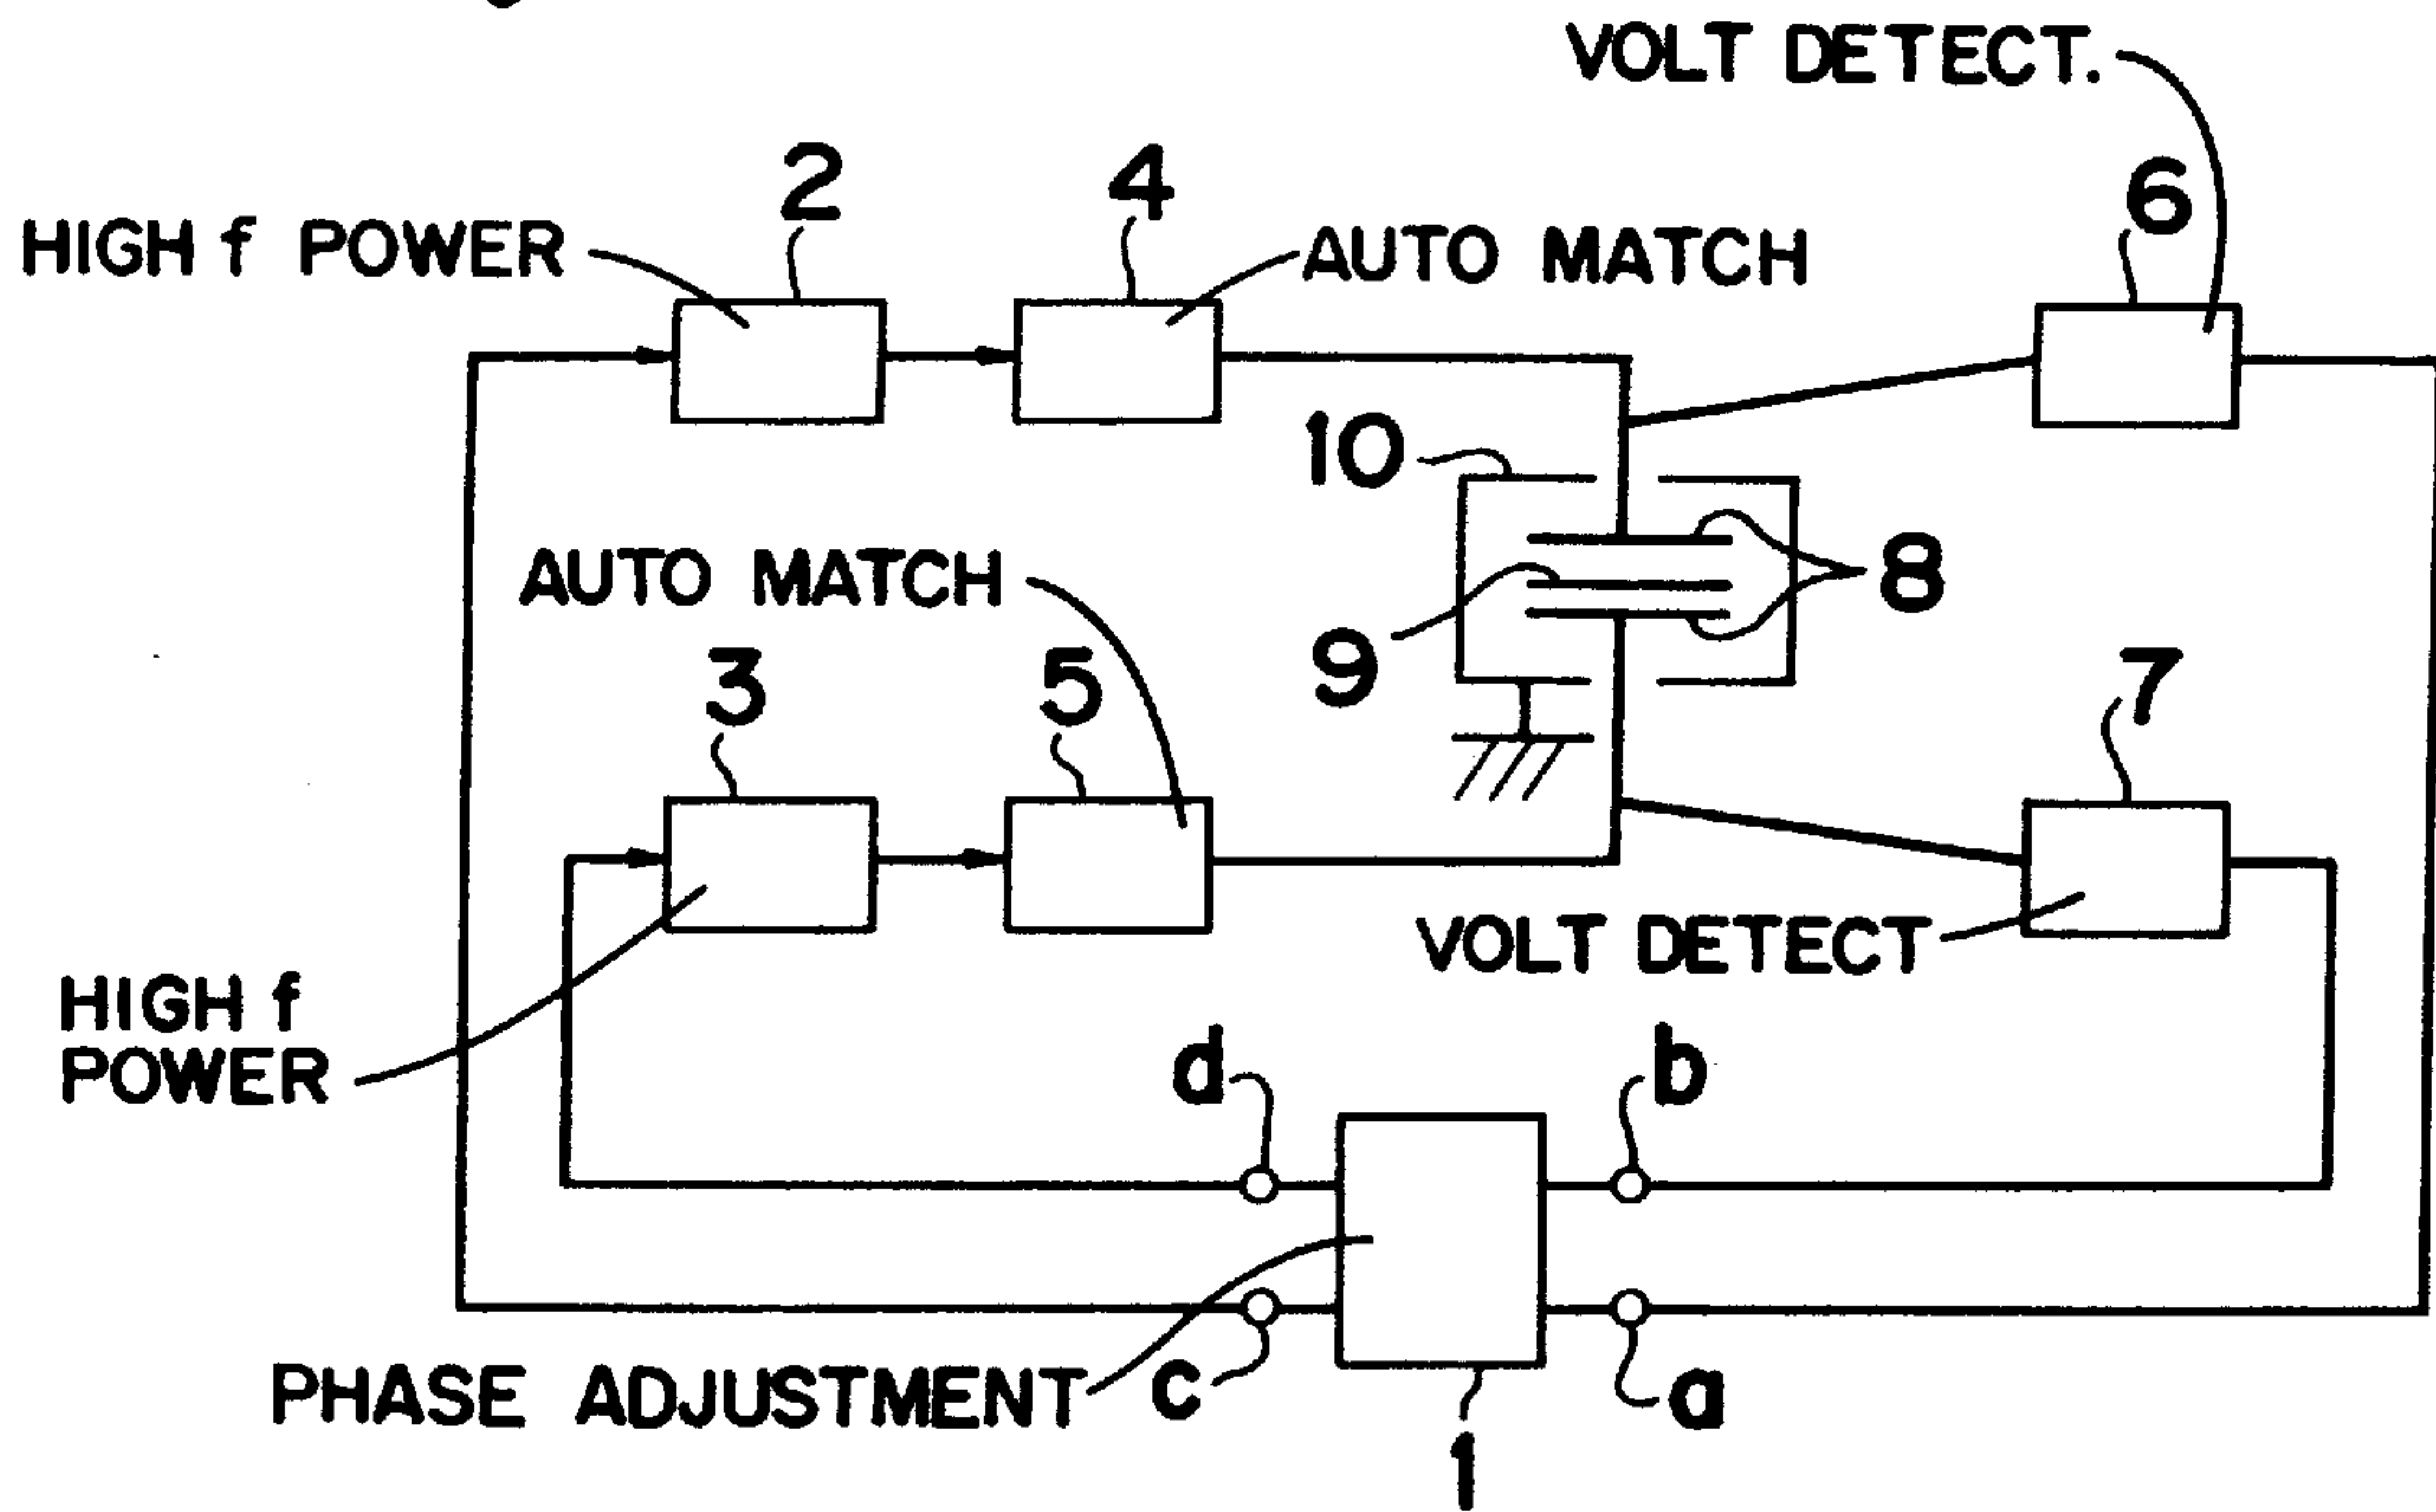 VOLT DETECT.
2
4
6
HIGH f POWER
AUTO MATCH
10
AUTO MATCH
8
9
3
5
7
VOLT DETECT
HIGH f
POWER
d
b
PHASE ADJUSTMENT
c
a
1